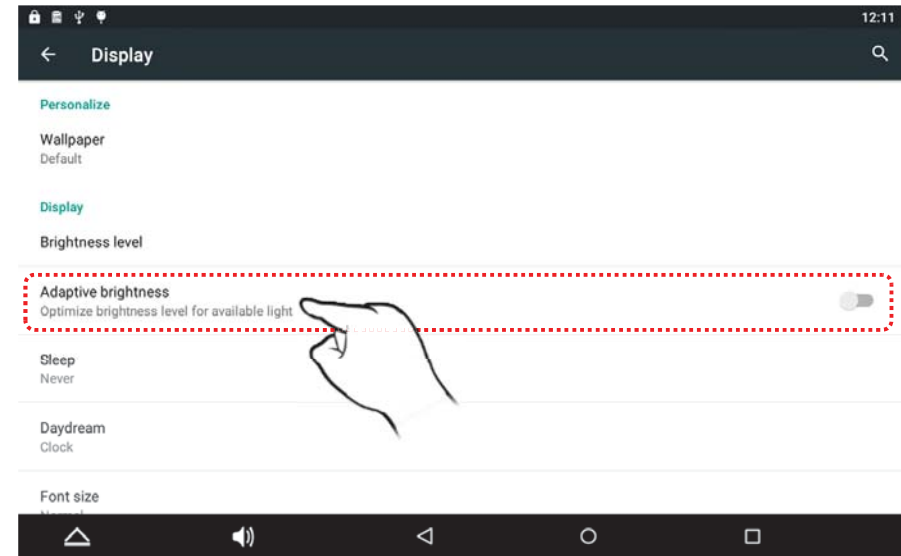 12:11
Display
Personalize
Wallpaper
Default
Display
Brightness level
Adaptive brightness
Optimize brightness level for available light
Sleep
Never
Daydream
Clock
Font size
Normal